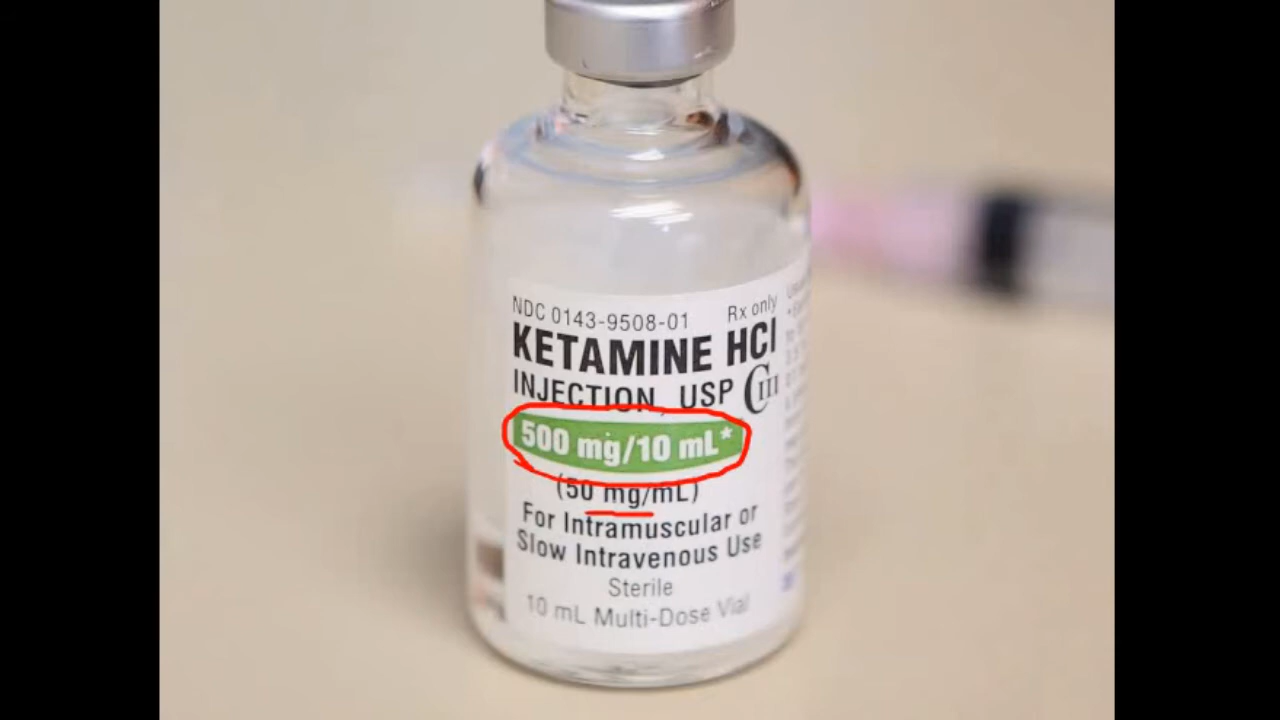 NDC 0143-9508-01 Rx only
KETAMINE HCl
INJECTION, USP CIII
500 mg/10 mL*
(50 mg/mL)
For Intramuscular or
Slow Intravenous Use
Sterile
10 mL Multi-Dose Vial